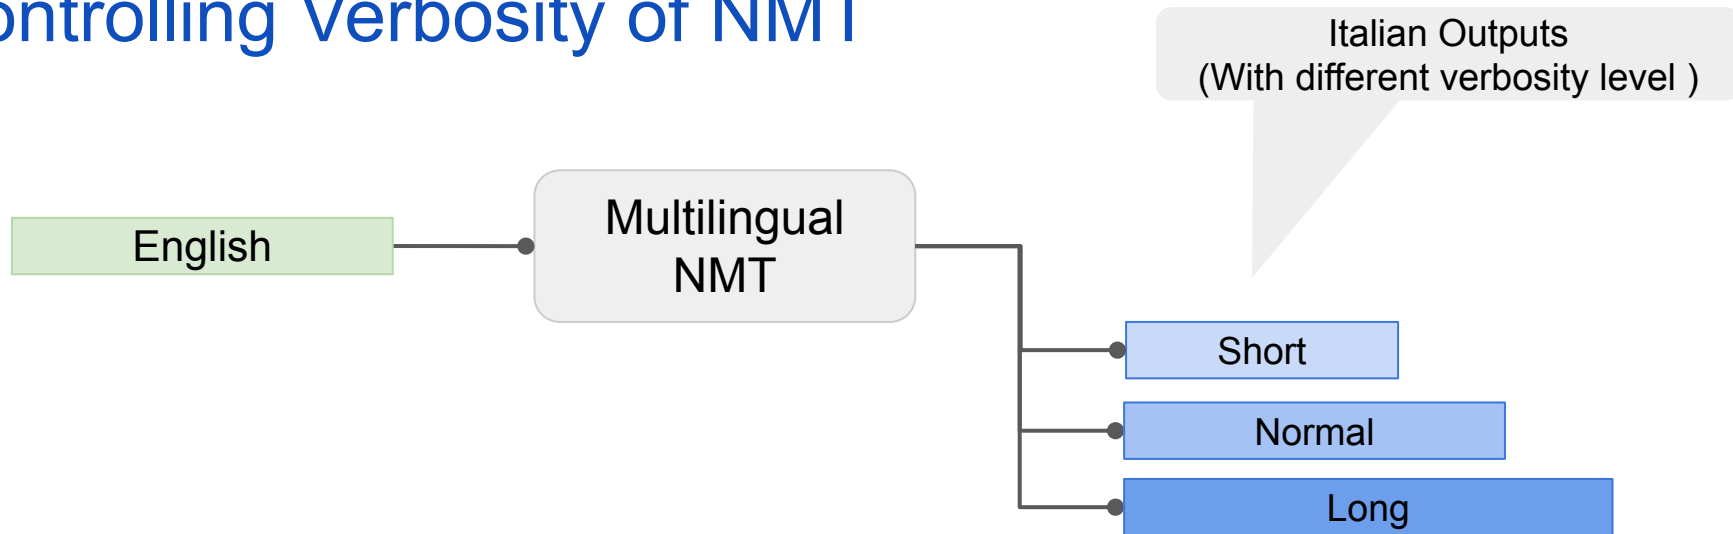 ontrolling Verbosity of NMT
Italian Outputs
(With different verbosity level )
English
Multilingual
NMT
Short
Normal
Long